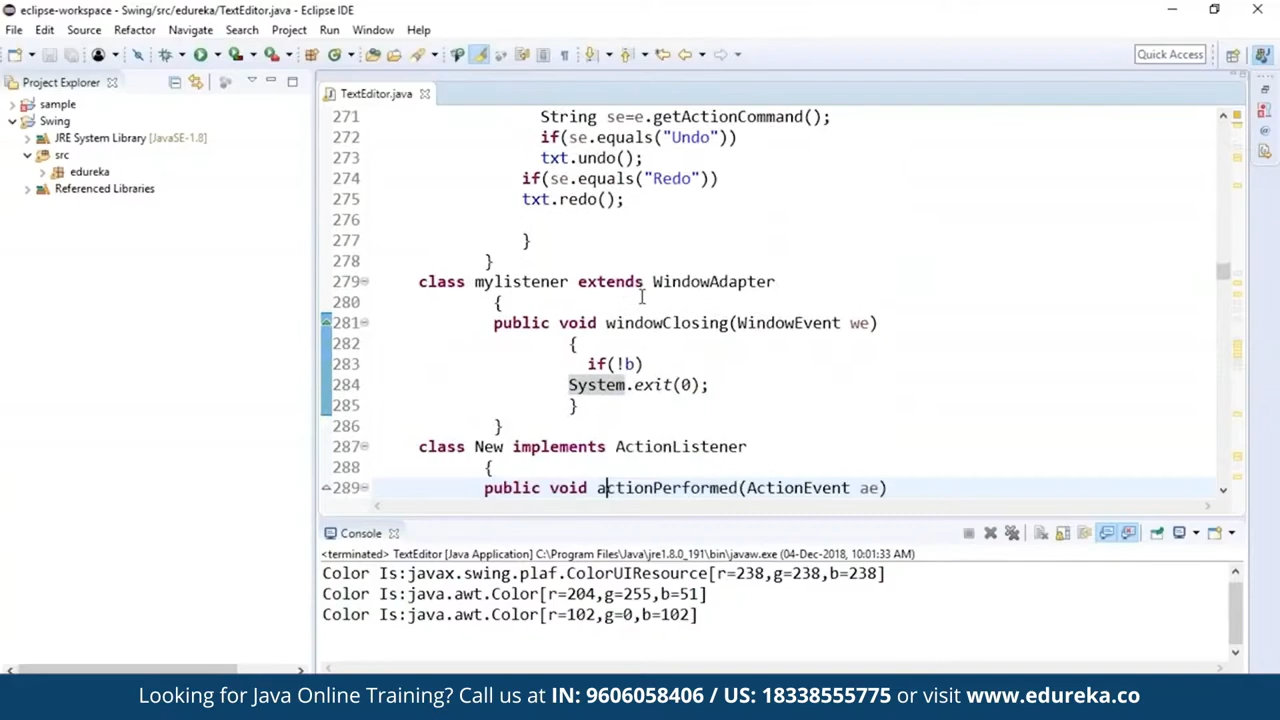 eclipse-workspace - Swing/src/edureka/TextEditor.java - Eclipse IDE
File Edit Source Refactor Navigate Search Project Run Window Help
Quick Access
Project Explorer
sample
Swing
JRE System Library [JavaSE-1.8]
src
edureka
Referenced Libraries
TextEditor.java
271 String se=e.getActionCommand();
272 if(se.equals("Undo"))
273 txt.undo();
274 if(se.equals("Redo"))
275 txt.redo();
276
277 }
278 }
279 class mylistener extends WindowAdapter
280 {
281 public void windowClosing(WindowEvent we)
282 {
283 if(!b)
284 System.exit(0);
285 }
286 }
287 class New implements ActionListener
288 {
289 public void actionPerformed(ActionEvent ae)
Console
<terminated> TextEditor [Java Application] C:\Program Files\Java\jre1.8.0_191\bin\javaw.exe (04-Dec-2018, 10:01:33 AM)
Color Is:javax.swing.plaf.ColorUIResource[r=238,g=238,b=238]
Color Is:java.awt.Color[r=204,g=255,b=51]
Color Is:java.awt.Color[r=102,g=0,b=102]
Looking for Java Online Training? Call us at IN: 9606058406 / US: 18338555775 or visit www.edureka.co